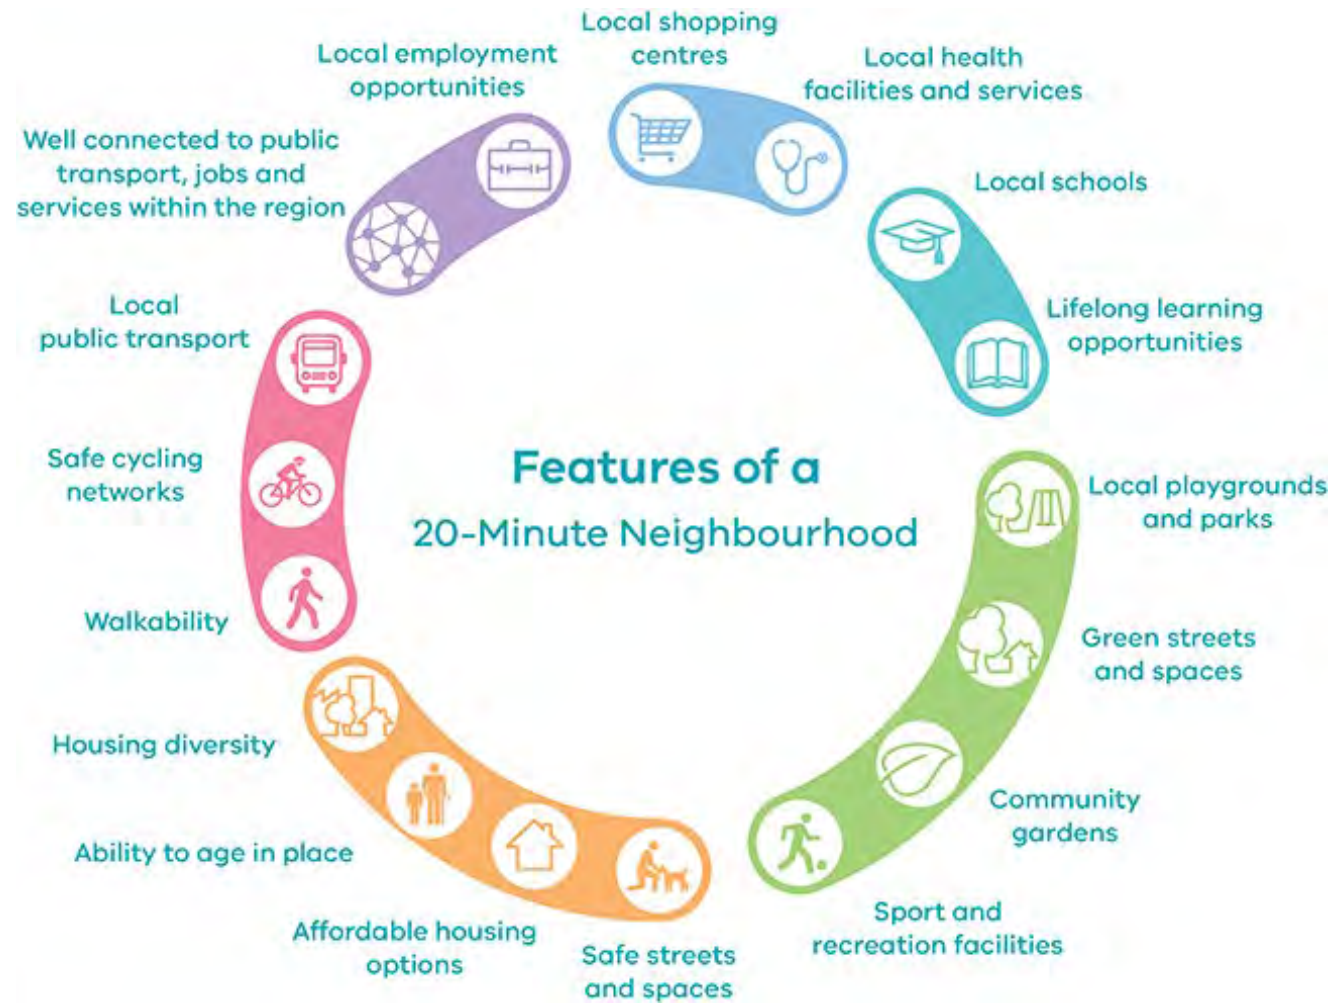 Features of a
20-Minute Neighbourhood
Local shopping
centres
Local health
facilities and services
Local schools
Lifelong learning
opportunities
Local playgrounds
and parks
Green streets
and spaces
Community
gardens
Sport and
recreation facilities
Safe streets
and spaces
Affordable housing
options
Ability to age in place
Housing diversity
Walkability
Safe cycling
networks
Local
public transport
Well connected to public
transport, jobs and
services within the region
Local employment
opportunities